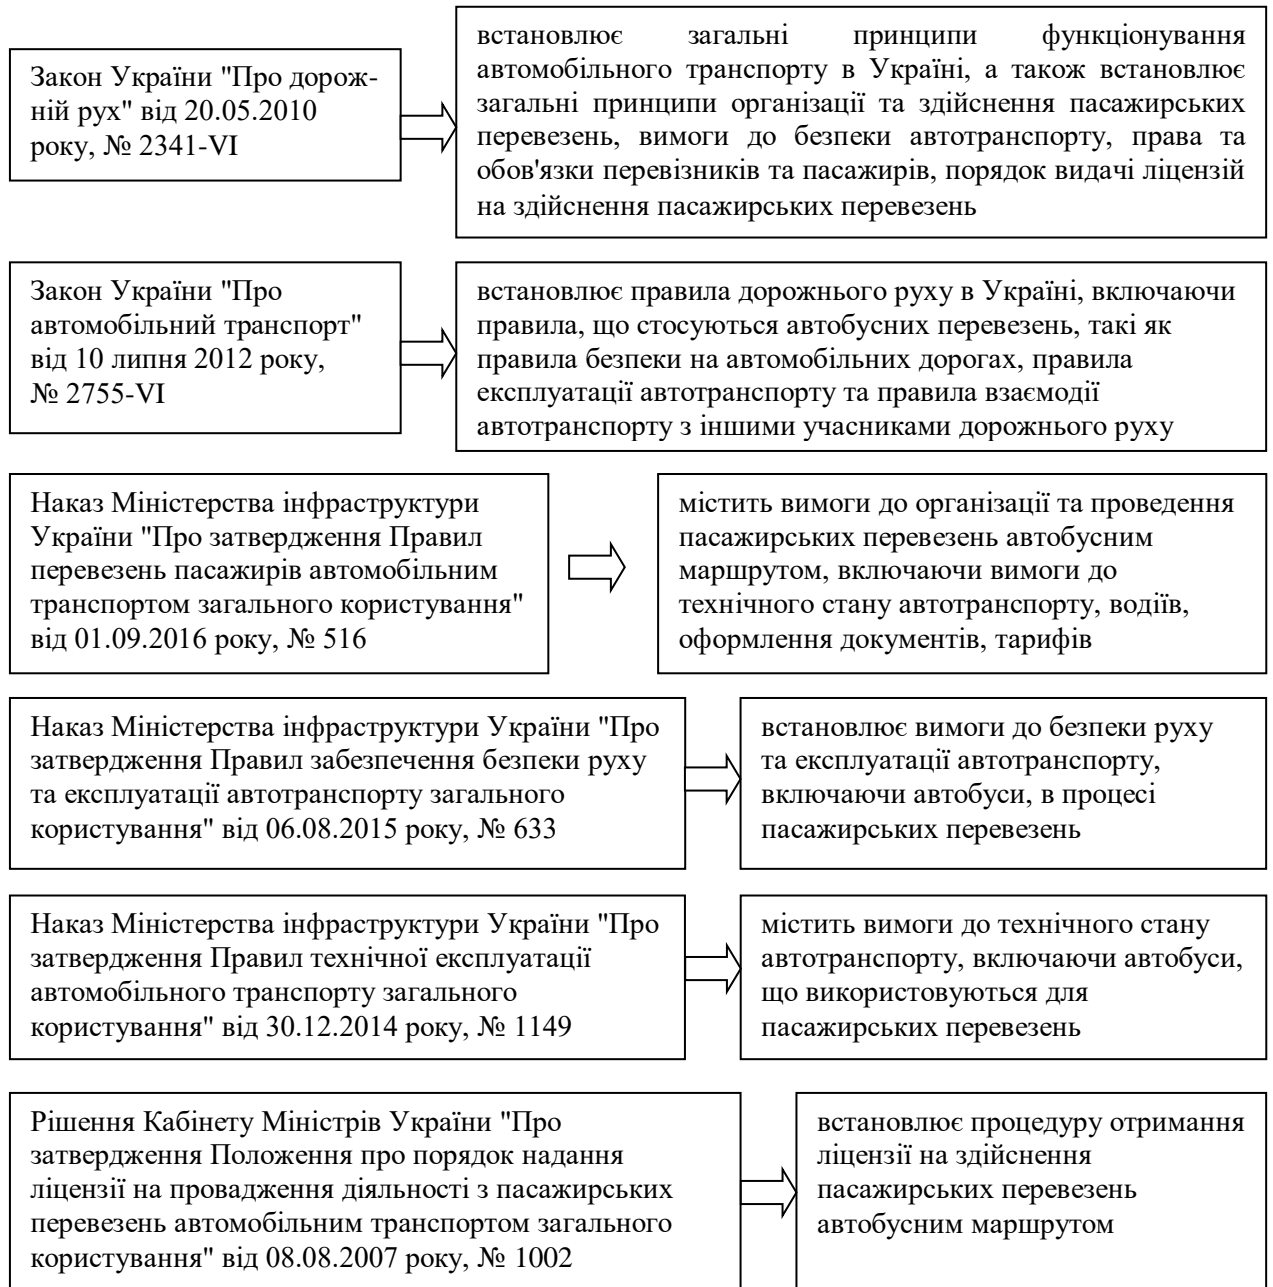 Закон України "Про дорож-
ній рух" від 20.05.2010
року, № 2341-VI
встановлює загальні принципи функціонування
автомобільного транспорту в Україні, а також встановлює
загальні принципи організації та здійснення пасажирських
перевезень, вимоги до безпеки автотранспорту, права та
обов'язки перевізників та пасажирів, порядок видачі ліцензій
на здійснення пасажирських перевезень
Закон України "Про
автомобільний транспорт"
від 10 липня 2012 року,
№ 2755-VI
встановлює правила дорожнього руху в Україні, включаючи
правила, що стосуються автобусних перевезень, такі як
правила безпеки на автомобільних дорогах, правила
експлуатації автотранспорту та правила взаємодії
автотранспорту з іншими учасниками дорожнього руху
Наказ Міністерства інфраструктури
України "Про затвердження Правил
перевезень пасажирів автомобільним
транспортом загального користування"
від 01.09.2016 року, № 516
містить вимоги до організації та проведення
пасажирських перевезень автобусним
маршрутом, включаючи вимоги до
технічного стану автотранспорту, водіїв,
оформлення документів, тарифів
Наказ Міністерства інфраструктури України "Про
затвердження Правил забезпечення безпеки руху
та експлуатації автотранспорту загального
користування" від 06.08.2015 року, № 633
встановлює вимоги до безпеки руху
та експлуатації автотранспорту,
включаючи автобуси, в процесі
пасажирських перевезень
Наказ Міністерства інфраструктури України "Про
затвердження Правил технічної експлуатації
автомобільного транспорту загального
користування" від 30.12.2014 року, № 1149
містить вимоги до технічного стану
автотранспорту, включаючи автобуси,
що використовуються для
пасажирських перевезень
Рішення Кабінету Міністрів України "Про
затвердження Положення про порядок надання
ліцензії на провадження діяльності з пасажирських
перевезень автомобільним транспортом загального
користування" від 08.08.2007 року, № 1002
встановлює процедуру отримання
ліцензії на здійснення
пасажирських перевезень
автобусним маршрутом